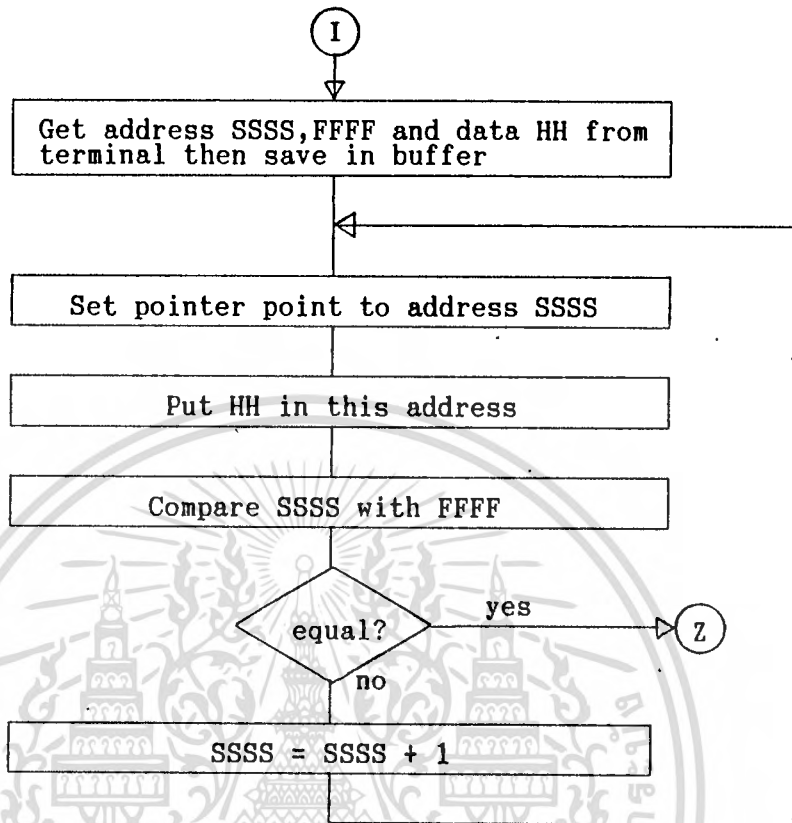 I
Get address SSSS,FFFF and data HH from
terminal then save in buffer
Set pointer point to address SSSS
Put HH in this address
Compare SSSS with FFFF
equal?
yes
Z
no
SSSS = SSSS + 1